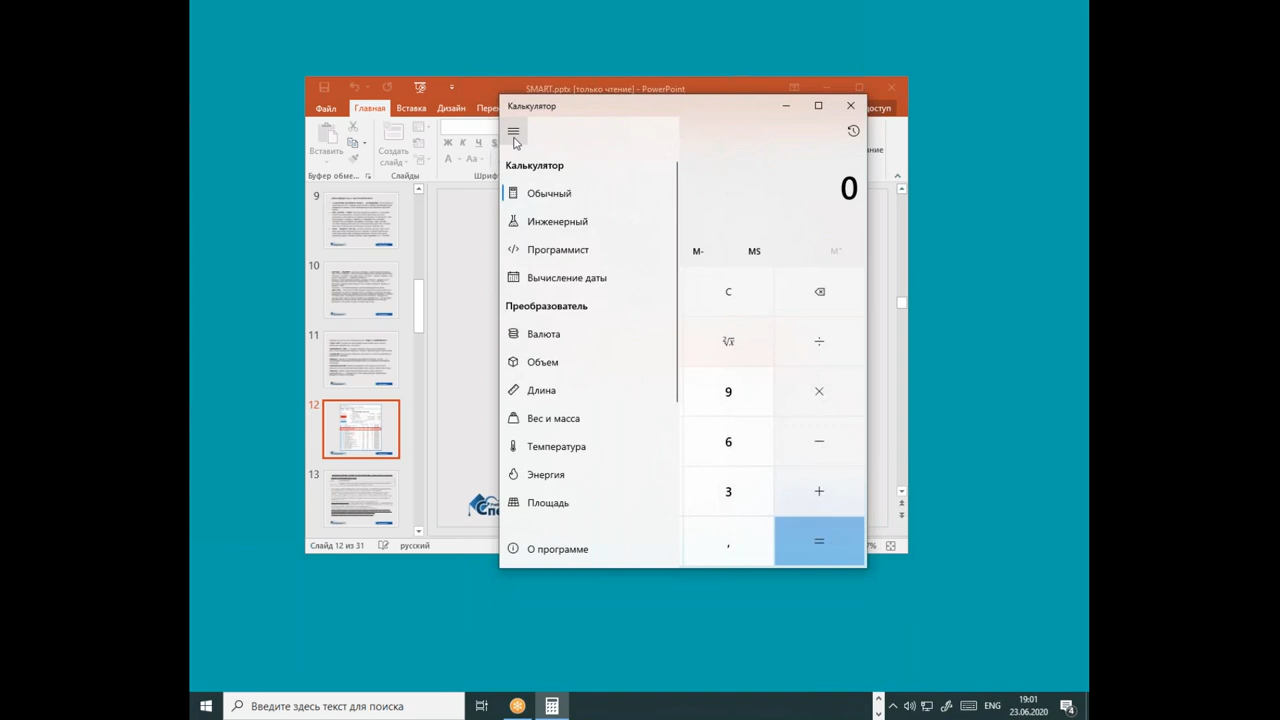 SMART.pptx [только чтение] - PowerPoint
Файл
Главная
Вставка
Дизайн
Вставить
Создать
слайд
Ж К Ч S
A Aa
Буфер обме...
Слайды
9
10
11
12
13
Слайд 12 из 31
русский
Калькулятор
Калькулятор
Обычный
Инженерный
Программист
Вычисление даты
Преобразователь
Валюта
Объем
Длина
Вес и масса
Температура
Энергия
Площадь
О программе
0
M- MS M˅
C
²√x ÷
9 ×
6 −
3 +
, =
Введите здесь текст для поиска
ENG
19:01
23.06.2020
4